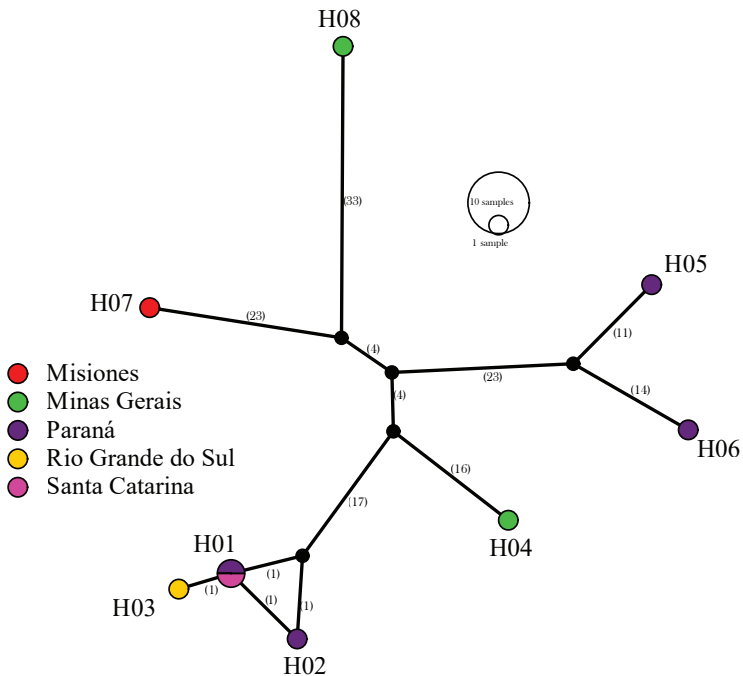 H08
(33)
10 samples
1 sample
H05
H07
(23)
(11)
(4)
(23)
(14)
(4)
Misiones
Minas Gerais
Paraná
Rio Grande do Sul
Santa Catarina
H06
(16)
(17)
H01
H04
(1)
(1)
H03
(1)
(1)
H02